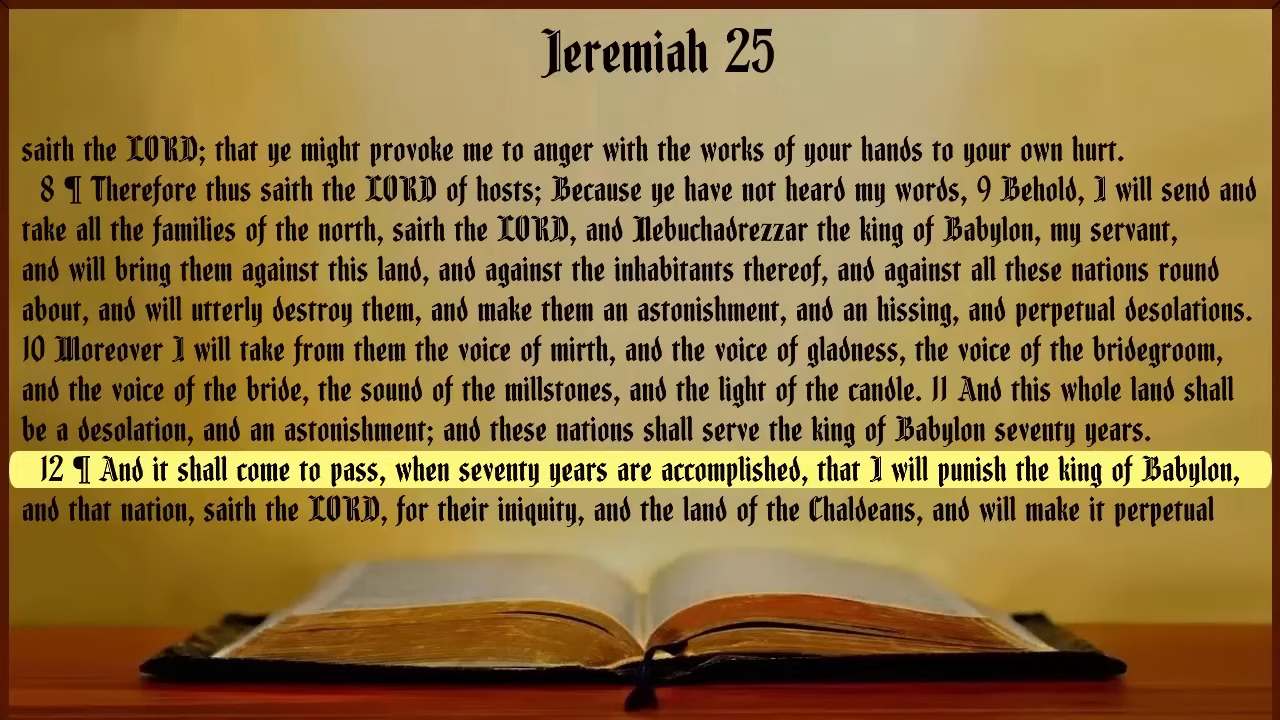 Jeremiah 25
saith the LORD; that ye might provoke me to anger with the works of your hands to your own hurt.
8 ¶ Therefore thus saith the LORD of hosts; Because ye have not heard my words, 9 Behold, I will send and
take all the families of the north, saith the LORD, and Nebuchadrezzar the king of Babylon, my servant,
and will bring them against this land, and against the inhabitants thereof, and against all these nations round
about, and will utterly destroy them, and make them an astonishment, and an hissing, and perpetual desolations.
10 Moreover I will take from them the voice of mirth, and the voice of gladness, the voice of the bridegroom,
and the voice of the bride, the sound of the millstones, and the light of the candle. 11 And this whole land shall
be a desolation, and an astonishment; and these nations shall serve the king of Babylon seventy years.
12 ¶ And it shall come to pass, when seventy years are accomplished, that I will punish the king of Babylon,
and that nation, saith the LORD, for their iniquity, and the land of the Chaldeans, and will make it perpetual